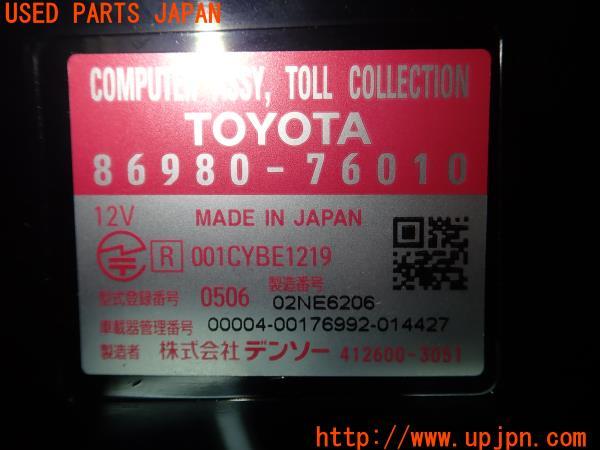 USED PARTS JAPAN
COMPUTER ASSY, TOLL COLLECTION
TOYOTA
86980-76010
12V MADE IN JAPAN
R 001CYBE1219
型式登録番号 0506 製造番号 02NE6206
車載器管理番号 00004-00176992-014427
製造者 株式会社 デンソー 412600-3051
http://www.upjpn.com/